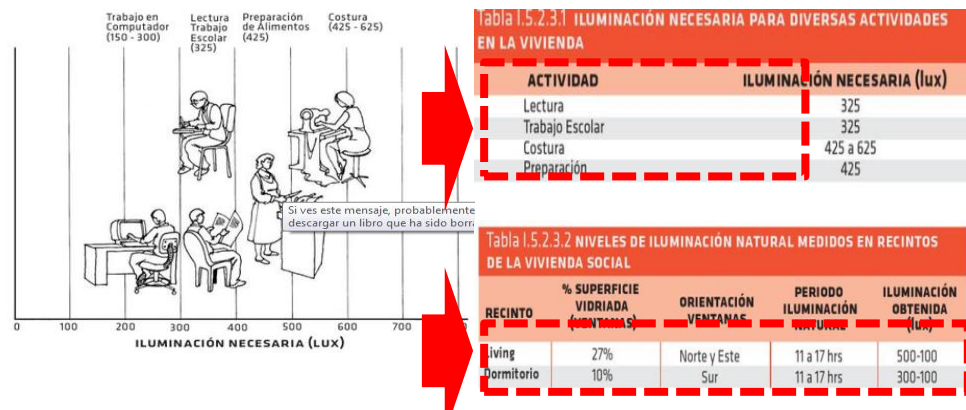 Trabajo en
Computador
(150 - 300)
Lectura
Trabajo
Escolar
(325)
Preparación
de Alimentos
(425)
Costura
(425 - 625)
Si ves este mensaje, probablemente
descargar un libro que ha sido borra
0 100 200 300 400 500 600 700
ILUMINACIÓN NECESARIA (LUX)
Tabla I.5.2.3.1 ILUMINACIÓN NECESARIA PARA DIVERSAS ACTIVIDADES
EN LA VIVIENDA
ACTIVIDAD ILUMINACIÓN NECESARIA (lux)
Lectura 325
Trabajo Escolar 325
Costura 425 a 625
Preparación 425
Tabla I.5.2.3.2 NIVELES DE ILUMINACIÓN NATURAL MEDIDOS EN RECINTOS
DE LA VIVIENDA SOCIAL
RECINTO
% SUPERFICIE
VIDRIADA
(VENTANAS)
ORIENTACIÓN
VENTANAS
PERIODO
ILUMINACIÓN
NATURAL
ILUMINACIÓN
OBTENIDA
(lux)
Living 27% Norte y Este 11 a 17 hrs 500-100
Dormitorio 10% Sur 11 a 17 hrs 300-100